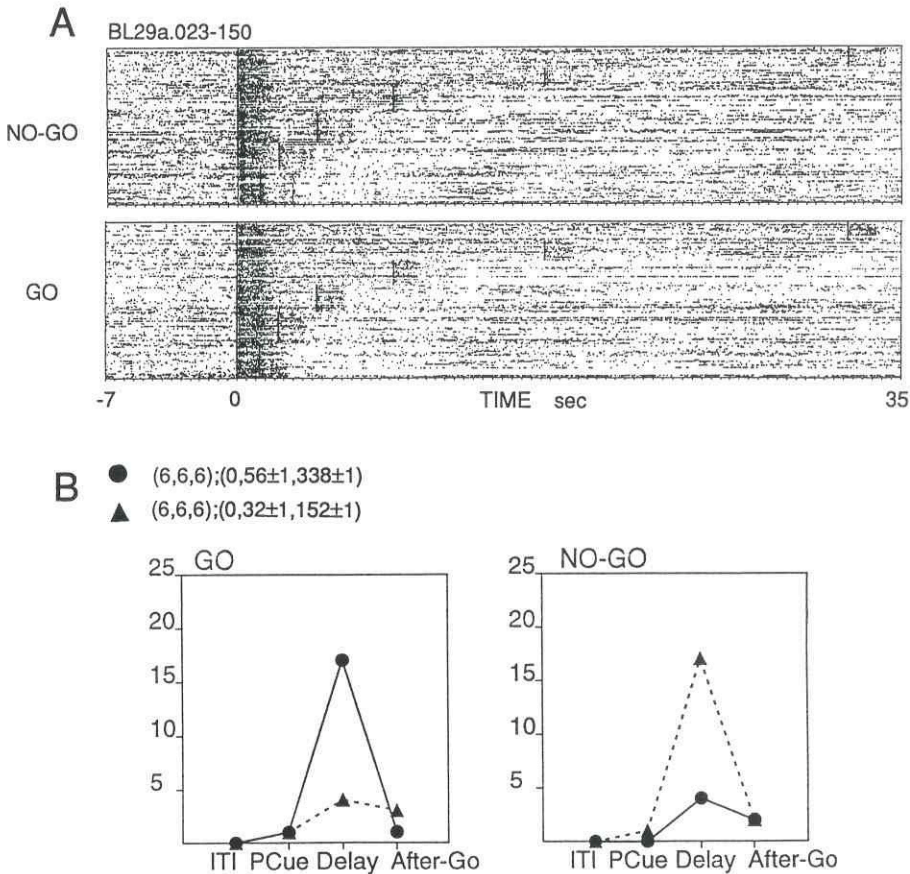 A
BL29a.023-150
NO-GO
GO
-7 0 TIME sec 35
B
(6,6,6);(0,56±1,338±1)
(6,6,6);(0,32±1,152±1)
GO
25
20
15
10
5
ITI PCue Delay After-Go
NO-GO
25
20
15
10
5
ITI PCue Delay After-Go